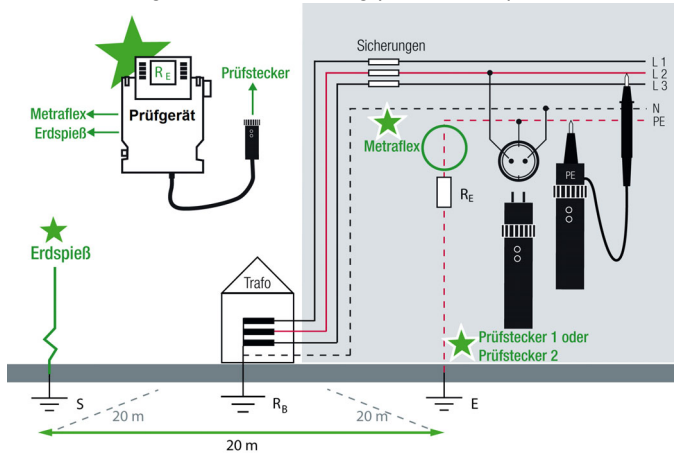 Sicherungen
L 1
L 2
L 3
N
PE
R E
Prüfstecker
Metraflex
Erdspieß
Prüfgerät
Metraflex
PE
R E
Erdspieß
Trafo
Prüfstecker 1 oder
Prüfstecker 2
S
R B
E
20 m
20 m
20 m